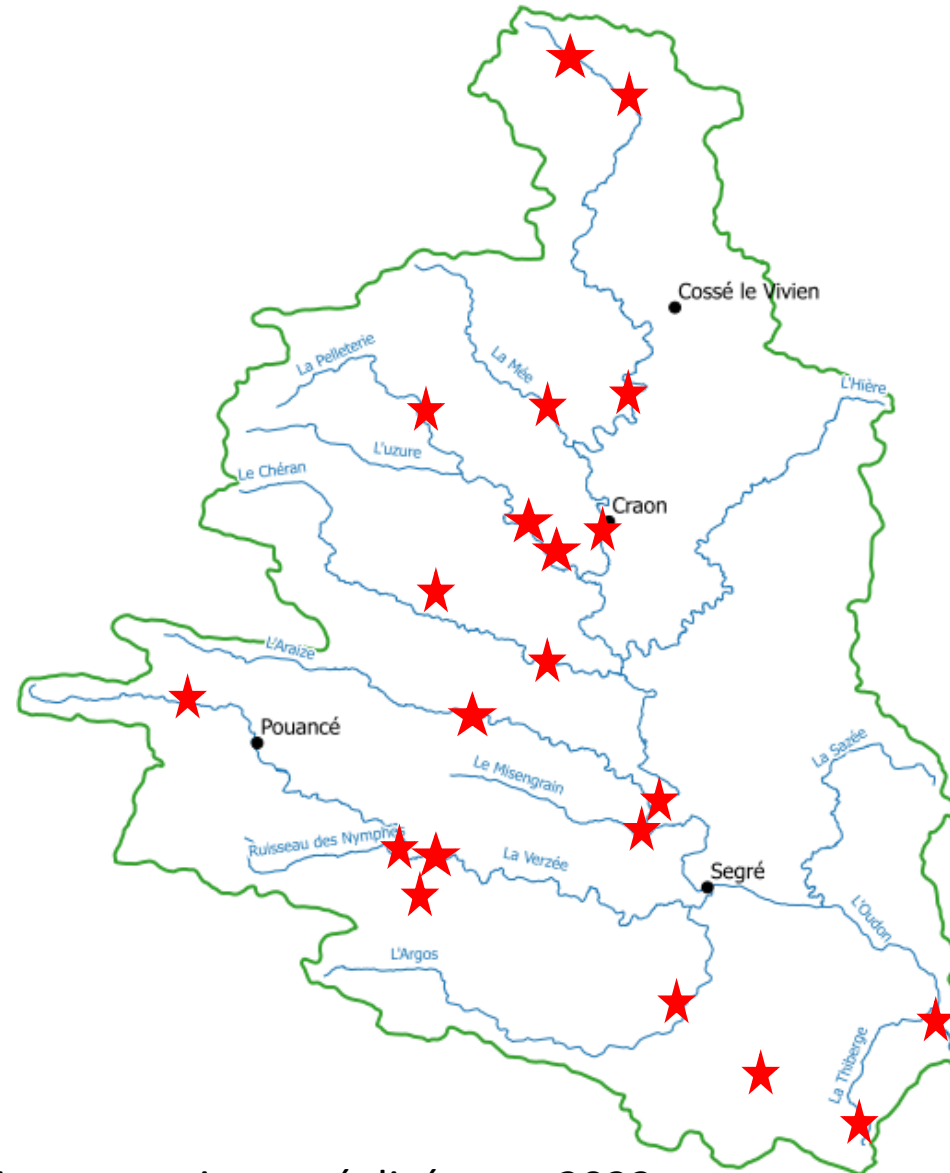 Cossé le Vivien
La Pelleterie
La Mée
L'Hière
L'uzure
Le Chéran
Craon
L'Araize
Pouancé
La Sazée
Le Misengrain
Ruisseau des Nymphes
La Verzée
Segré
L'Oudon
L'Argos
La Thiberge